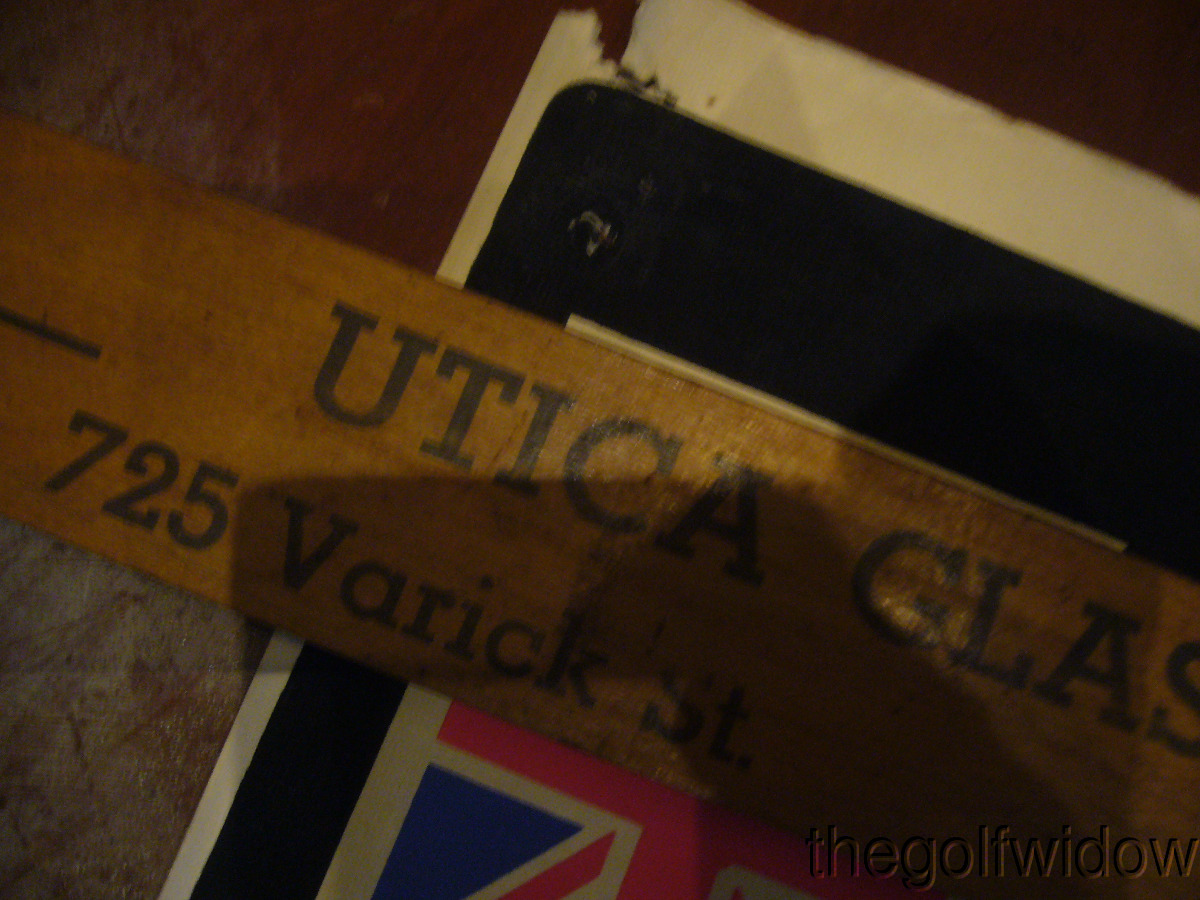 UTICA GLAS
725 Varick St.
thegolfwidow